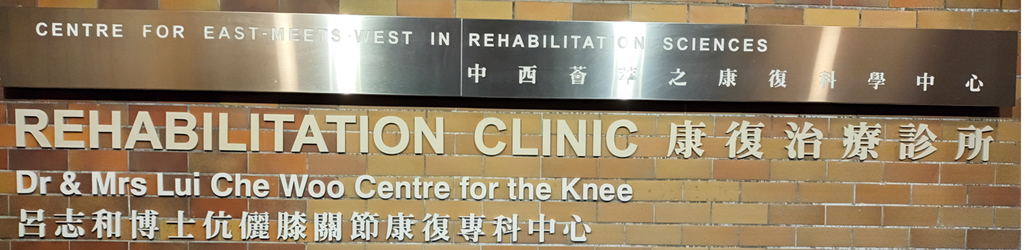 CENTRE FOR EAST-MEETS-WEST IN REHABILITATION SCIENCES
中西薈萃之康復科學中心
REHABILITATION CLINIC 康復治療診所
Dr & Mrs Lui Che Woo Centre for the Knee
呂志和博士伉儷膝關節康復專科中心